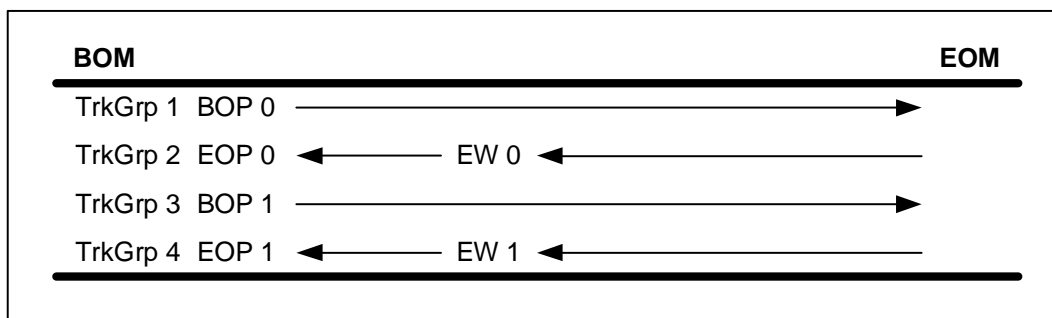 BOM EOM
TrkGrp 1 BOP 0
TrkGrp 2 EOP 0 EW 0
TrkGrp 3 BOP 1
TrkGrp 4 EOP 1 EW 1